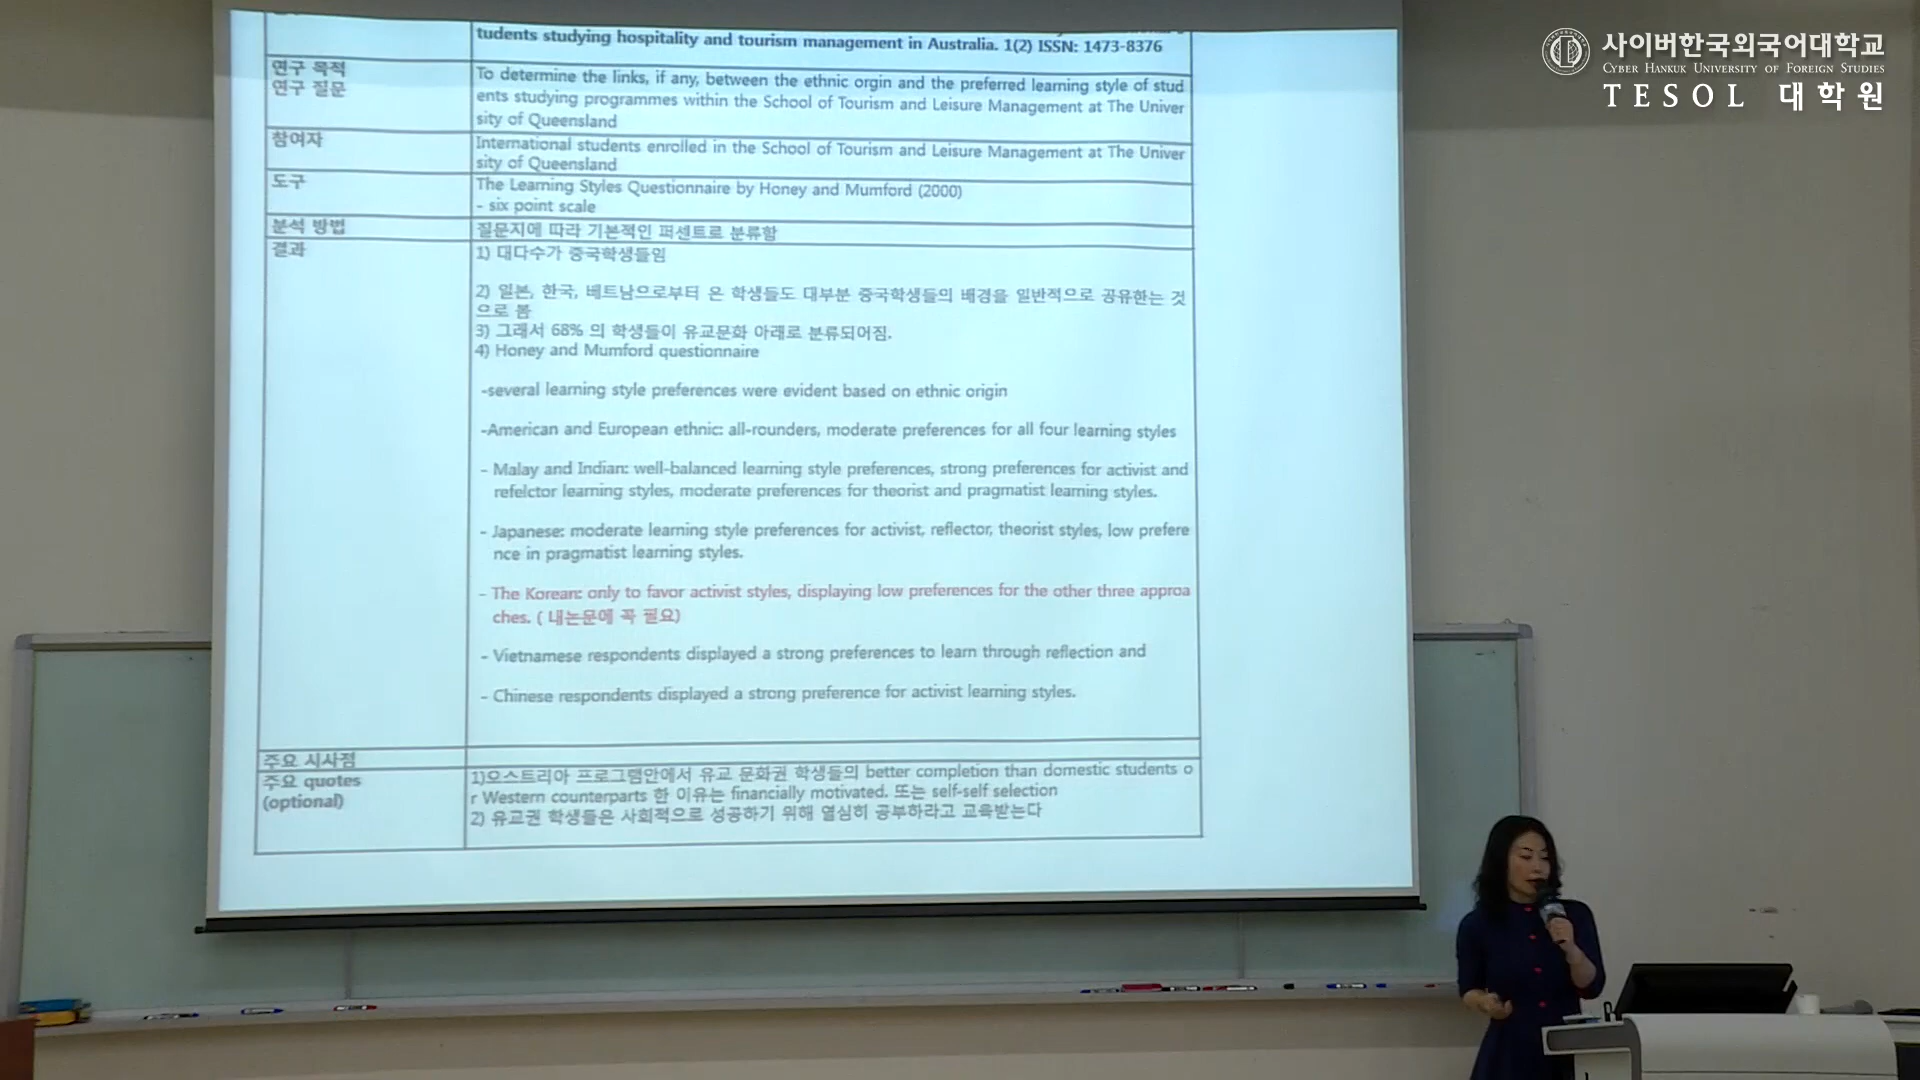 사이버한국외국어대학교
CYBER HANKUK UNIVERSITY OF FOREIGN STUDIES
TESOL 대학원
tudents studying hospitality and tourism management in Australia. 1(2) ISSN: 1473-8376
연구 목적
연구 질문
To determine the links, if any, between the ethnic orgin and the preferred learning style of stud
ents studying programmes within the School of Tourism and Leisure Management at The Univer
sity of Queensland
참여자
International students enrolled in the School of Tourism and Leisure Management at The Univer
sity of Queensland
도구
The Learning Styles Questionnaire by Honey and Mumford (2000)
- six point scale
분석 방법
질문지에 따라 기본적인 퍼센트로 분류함
결과
1) 대다수가 중국학생들임
2) 일본, 한국, 베트남으로부터 온 학생들도 대부분 중국학생들의 배경을 일반적으로 공유한는 것
으로 봄
3) 그래서 68% 의 학생들이 유교문화 아래로 분류되어짐.
4) Honey and Mumford questionnaire
-several learning style preferences were evident based on ethnic origin
-American and European ethnic: all-rounders, moderate preferences for all four learning styles
- Malay and Indian: well-balanced learning style preferences, strong preferences for activist and
refelctor learning styles, moderate preferences for theorist and pragmatist learning styles.
- Japanese: moderate learning style preferences for activist, reflector, theorist styles, low prefere
nce in pragmatist learning styles.
- The Korean: only to favor activist styles, displaying low preferences for the other three approa
ches. ( 내논문에 꼭 필요)
- Vietnamese respondents displayed a strong preferences to learn through reflection and
- Chinese respondents displayed a strong preference for activist learning styles.
주요 시사점
주요 quotes
(optional)
1)오스트리아 프로그램안에서 유교 문화권 학생들의 better completion than domestic students o
r Western counterparts 한 이유는 financially motivated. 또는 self-self selection
2) 유교권 학생들은 사회적으로 성공하기 위해 열심히 공부하라고 교육받는다